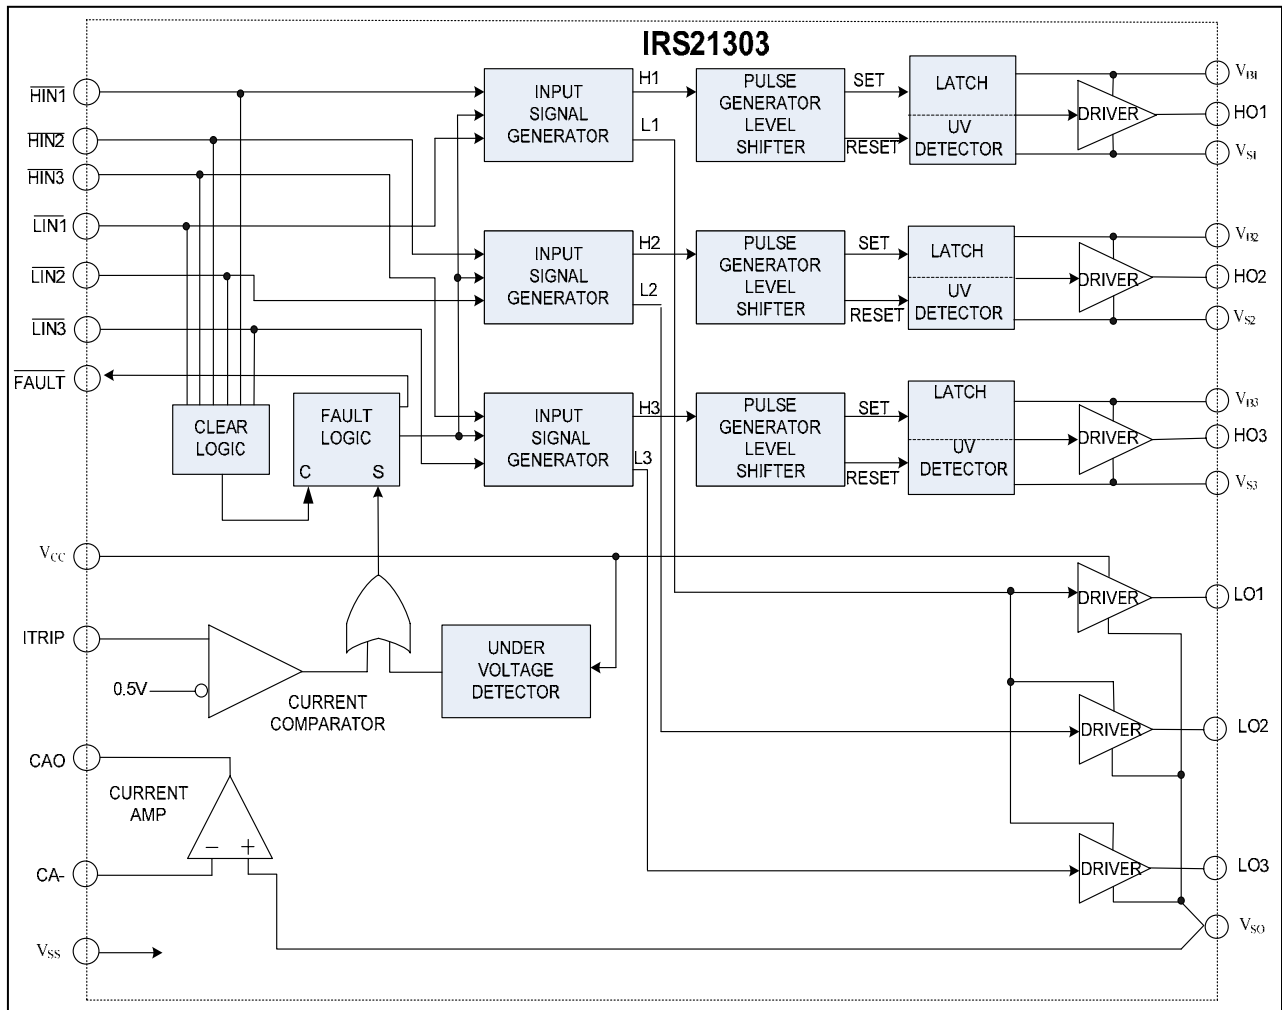 IRS21303
HIN1
HIN2
HIN3
LIN1
LIN2
LIN3
FAULT
VCC
ITRIP
0.5V
CAO
CA-
VSS
CLEAR
LOGIC
FAULT
LOGIC
C
S
INPUT
SIGNAL
GENERATOR
H1
L1
PULSE
GENERATOR
LEVEL
SHIFTER
SET
RESET
LATCH
UV
DETECTOR
DRIVER
VB1
HO1
VS1
INPUT
SIGNAL
GENERATOR
H2
L2
PULSE
GENERATOR
LEVEL
SHIFTER
SET
RESET
LATCH
UV
DETECTOR
DRIVER
VB2
HO2
VS2
INPUT
SIGNAL
GENERATOR
H3
L3
PULSE
GENERATOR
LEVEL
SHIFTER
SET
RESET
LATCH
UV
DETECTOR
DRIVER
VB3
HO3
VS3
CURRENT
COMPARATOR
UNDER
VOLTAGE
DETECTOR
CURRENT
AMP
-
+
DRIVER
LO1
DRIVER
LO2
DRIVER
LO3
VSO